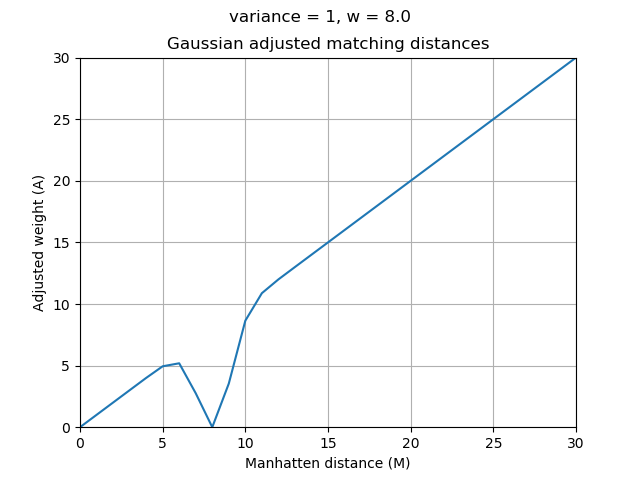 variance = 1, w = 8.0
Gaussian adjusted matching distances
30
25
20
15
10
5
0
Adjusted weight (A)
0 5 10 15 20 25 30
Manhatten distance (M)